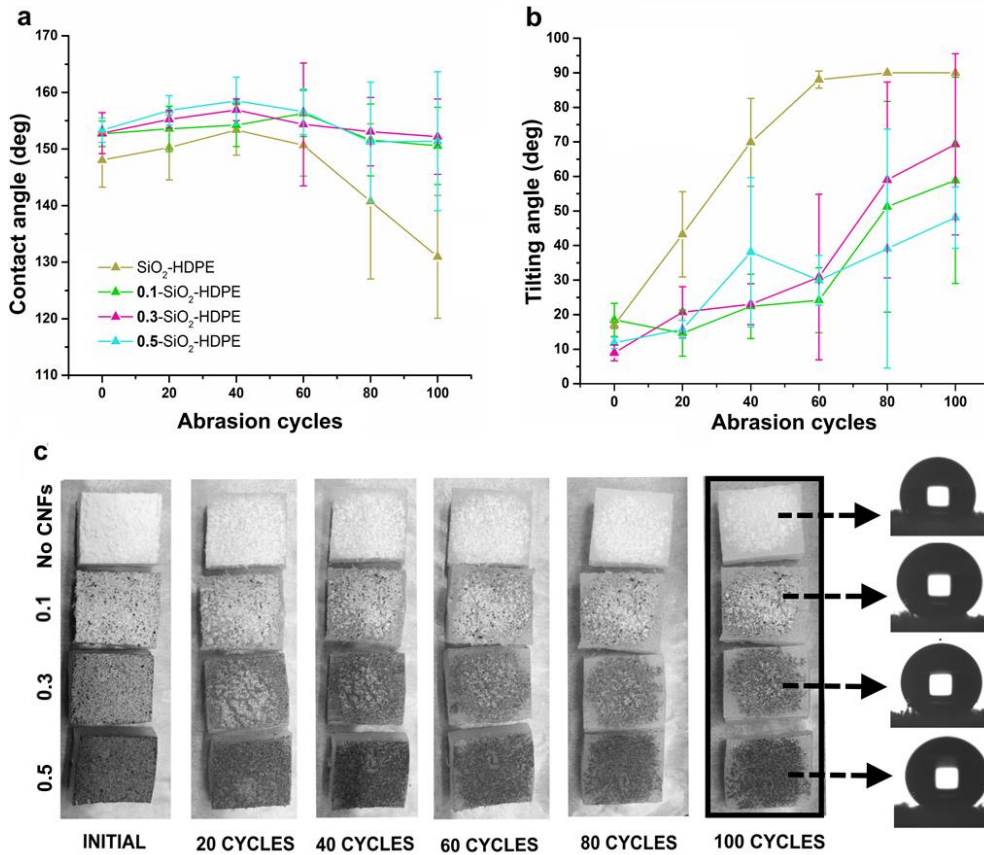 a
170
160
150
140
130
120
110
Contact angle (deg)
SiO₂-HDPE
0.1-SiO₂-HDPE
0.3-SiO₂-HDPE
0.5-SiO₂-HDPE
0 20 40 60 80 100
Abrasion cycles
b
100
90
80
70
60
50
40
30
20
10
0
Tilting angle (deg)
0 20 40 60 80 100
Abrasion cycles
c
No CNFs
0.1
0.3
0.5
INITIAL 20 CYCLES 40 CYCLES 60 CYCLES 80 CYCLES 100 CYCLES